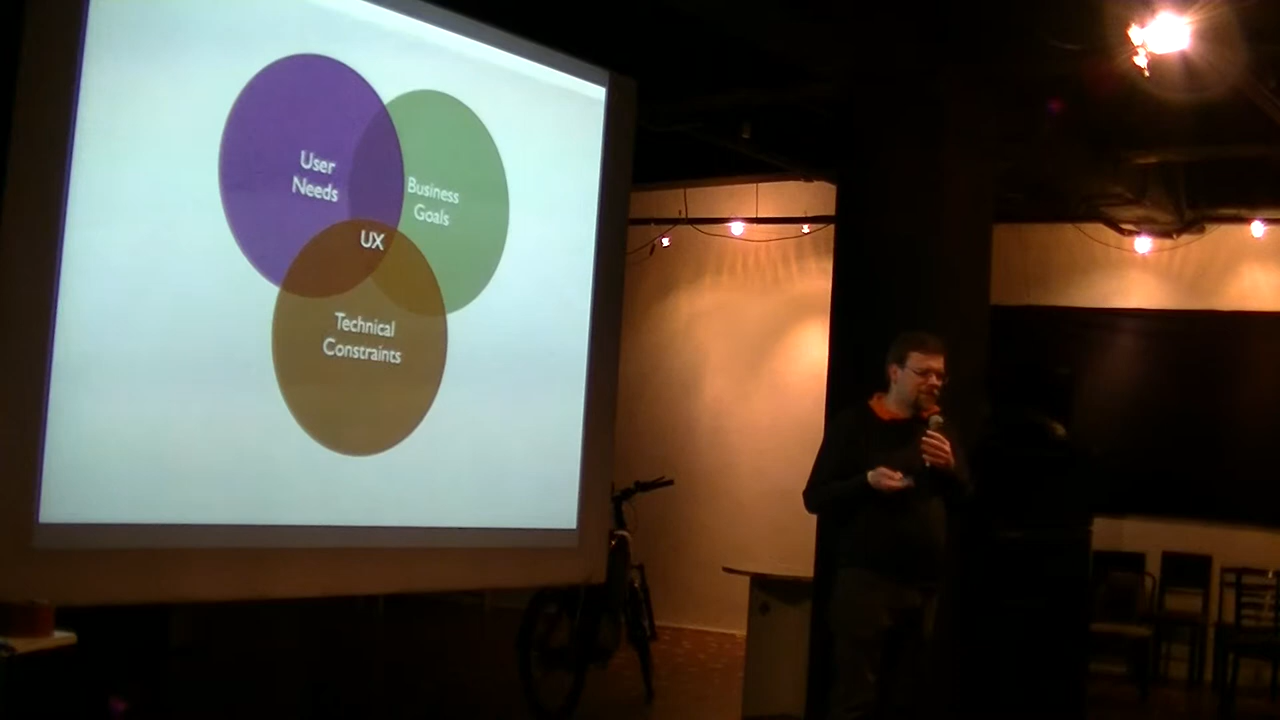 User
Needs
Business
Goals
UX
Technical
Constraints